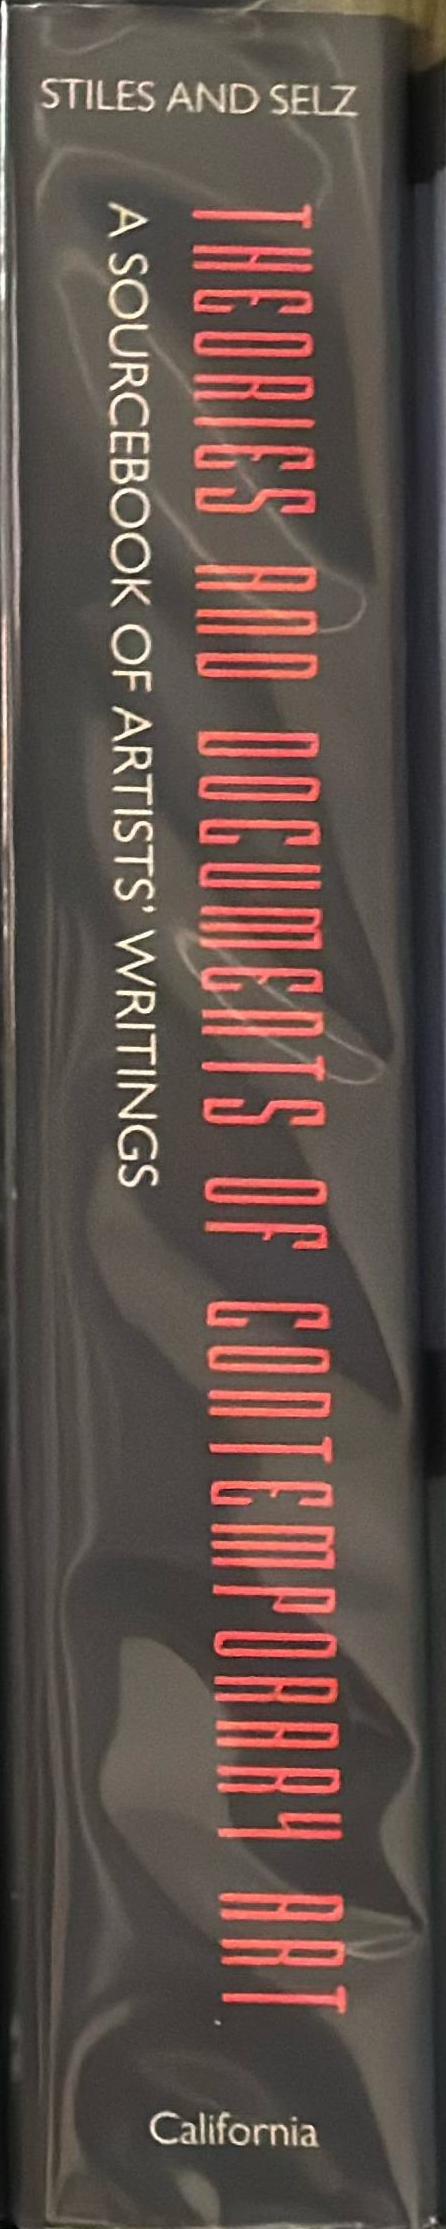 STILES AND SELZ
THEORIES AND DOCUMENTS OF CONTEMPORARY ART
A SOURCEBOOK OF ARTISTS' WRITINGS
California